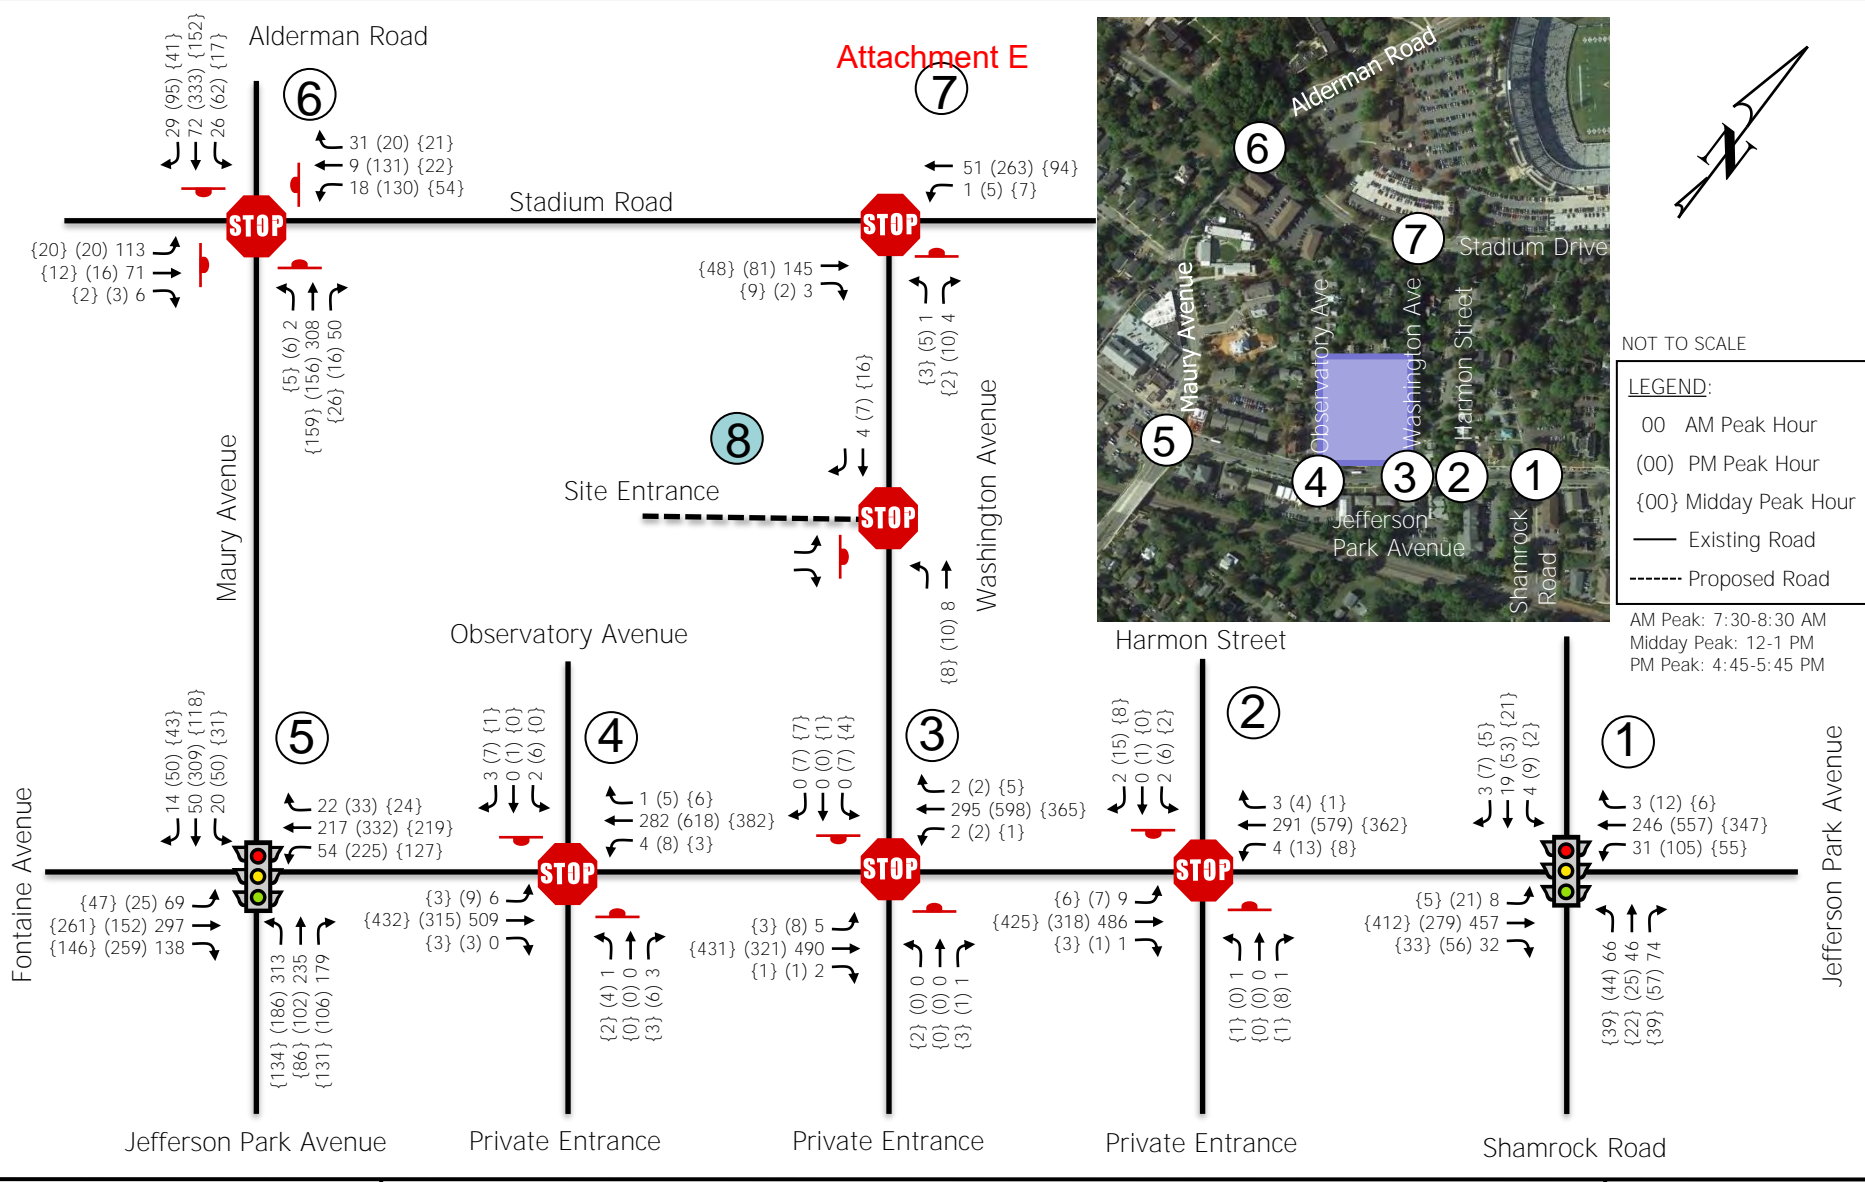 Attachment E
Alderman Road
6
7
29 (95) {41}
72 (333) {152}
26 (62) {17}
31 (20) {21}
9 (131) {22}
18 (130) {54}
STOP
Stadium Road
51 (263) {94}
1 (5) {7}
STOP
{20} (20) 113
{12} (16) 71
{2} (3) 6
{5} (6) 2
{159} (156) 308
{26} (16) 50
{48} (81) 145
{9} (2) 3
{3} (5) 1
{2} (10) 4
Maury Avenue
8
Site Entrance
4 (7) {16}
STOP
Washington Avenue
{8} (10) 8
Alderman Road
6
7
Stadium Drive
Maury Avenue
Observatory Ave
Washington Ave
Harmon Street
5
4
3
2
1
Jefferson
Park Avenue
Shamrock
Road
N
NOT TO SCALE
LEGEND:
00 AM Peak Hour
(00) PM Peak Hour
{00} Midday Peak Hour
Existing Road
Proposed Road
AM Peak: 7:30-8:30 AM
Midday Peak: 12-1 PM
PM Peak: 4:45-5:45 PM
Observatory Avenue
Harmon Street
Fontaine Avenue
14 (50) {43}
50 (309) {118}
20 (50) {31}
5
22 (33) {24}
217 (332) {219}
54 (225) {127}
{47} (25) 69
{261} (152) 297
{146} (259) 138
{134} (186) 313
{86} (102) 235
{131} (106) 179
3 (7) {1}
0 (1) {0}
2 (6) {0}
4
1 (5) {6}
282 (618) {382}
4 (8) {3}
STOP
{3} (9) 6
{432} (315) 509
{3} (3) 0
{2} (4) 1
{0} (0) 0
{3} (6) 3
0 (7) {7}
0 (0) {1}
0 (7) {4}
3
2 (2) {5}
295 (598) {365}
2 (2) {1}
STOP
{3} (8) 5
{431} (321) 490
{1} (1) 2
{2} (0) 0
{0} (0) 0
{3} (1) 1
2 (15) {8}
0 (1) {0}
2 (6) {2}
2
3 (4) {1}
291 (579) {362}
4 (13) {8}
STOP
{6} (7) 9
{425} (318) 486
{3} (1) 1
{1} (0) 1
{0} (0) 0
{1} (8) 1
3 (7) {5}
19 (53) {21}
4 (9) {2}
1
3 (12) {6}
246 (557) {347}
31 (105) {55}
{5} (21) 8
{412} (279) 457
{33} (56) 32
{39} (44) 66
{22} (25) 46
{39} (57) 74
Jefferson Park Avenue
Jefferson Park Avenue
Private Entrance
Private Entrance
Private Entrance
Shamrock Road